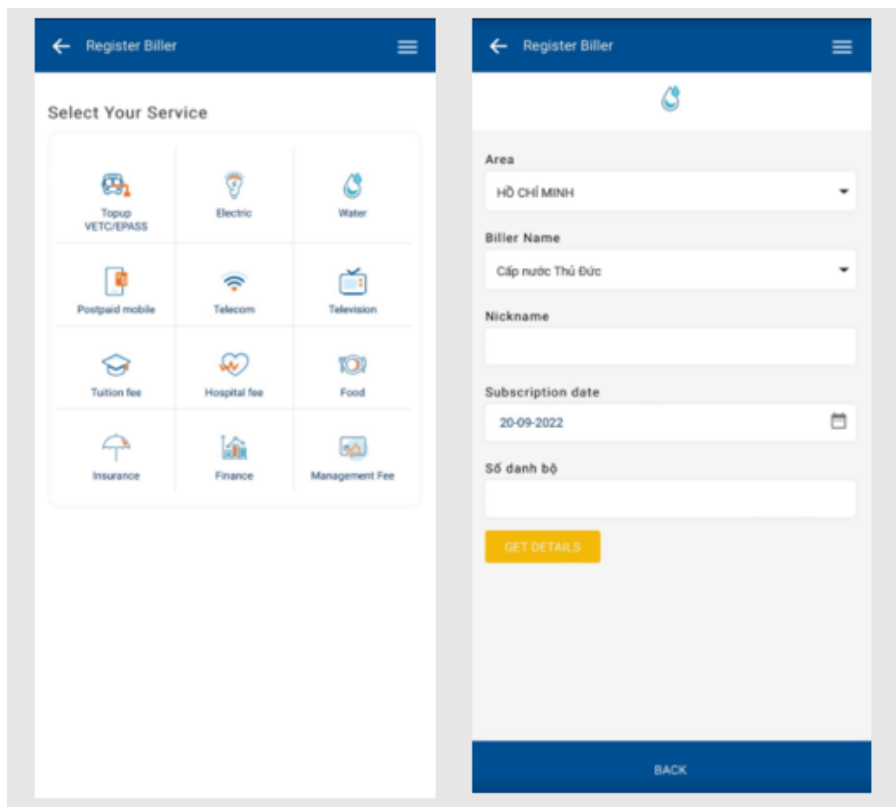 Register Biller
Select Your Service
Topup
VETC/EPASS
Electric
Water
Postpaid mobile
Telecom
Television
Tuition fee
Hospital fee
Food
Insurance
Finance
Management Fee
Register Biller
Area
HỒ CHÍ MINH
Biller Name
Cấp nước Thủ Đức
Nickname
Subscription date
20-09-2022
Số danh bộ
GET DETAILS
BACK